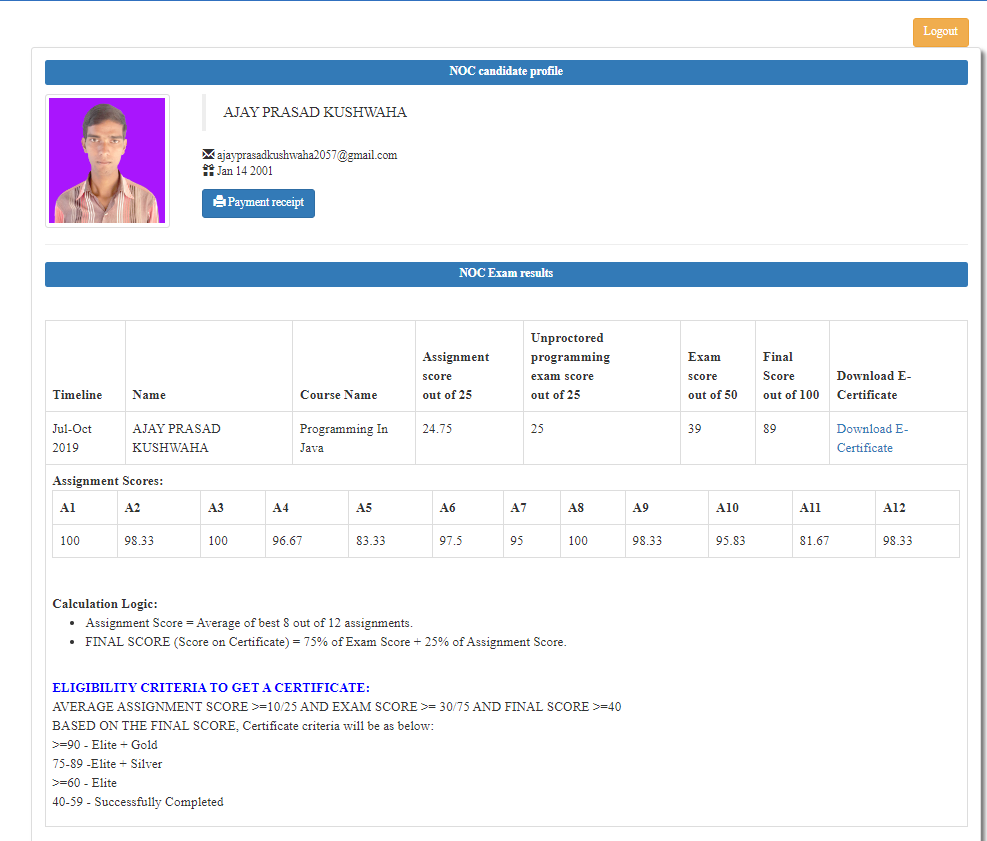 Logout
NOC candidate profile
AJAY PRASAD KUSHWAHA
ajayprasadkushwaha2057@gmail.com
Jan 14 2001
Payment receipt
NOC Exam results
Timeline Name Course Name Assignment score out of 25 Unproctored programming exam score out of 25 Exam score out of 50 Final Score out of 100 Download E-Certificate
Jul-Oct 2019 AJAY PRASAD KUSHWAHA Programming In Java 24.75 25 39 89 Download E-Certificate
Assignment Scores:
A1 A2 A3 A4 A5 A6 A7 A8 A9 A10 A11 A12
100 98.33 100 96.67 83.33 97.5 95 100 98.33 95.83 81.67 98.33
Calculation Logic:
• Assignment Score = Average of best 8 out of 12 assignments.
• FINAL SCORE (Score on Certificate) = 75% of Exam Score + 25% of Assignment Score.
ELIGIBILITY CRITERIA TO GET A CERTIFICATE:
AVERAGE ASSIGNMENT SCORE >=10/25 AND EXAM SCORE >= 30/75 AND FINAL SCORE >=40
BASED ON THE FINAL SCORE, Certificate criteria will be as below:
>=90 - Elite + Gold
75-89 -Elite + Silver
>=60 - Elite
40-59 - Successfully Completed